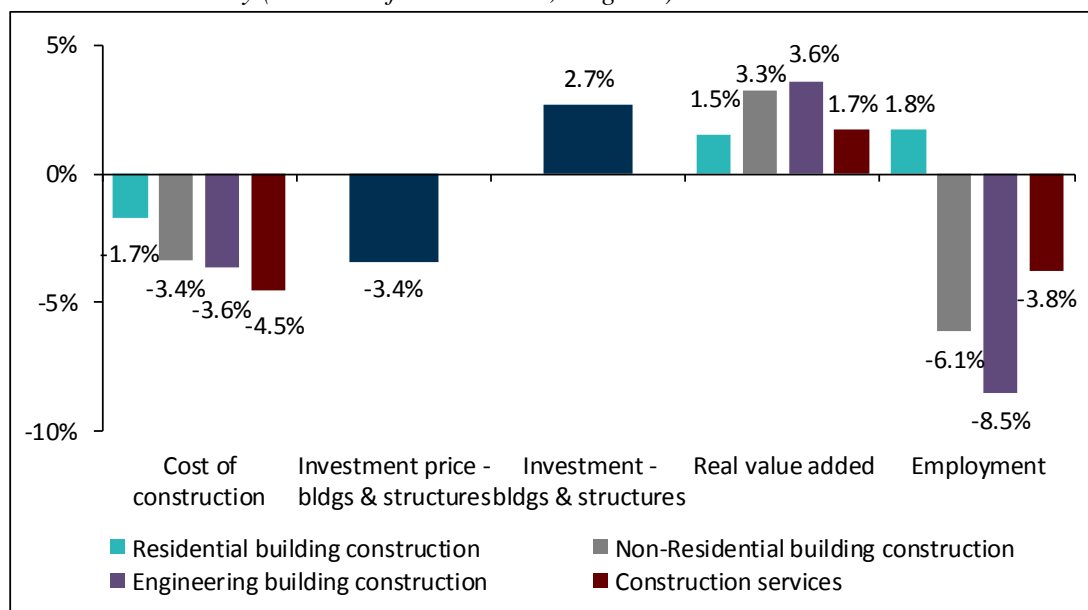 5%
3.6%
3.3%
2.7%
1.5%
1.7%
1.8%
0%
-1.7%
-3.4%
-3.6%
-4.5%
-3.4%
-3.8%
-5%
-6.1%
-8.5%
-10%
Cost of construction
Investment price - bldgs & structures
Investment - bldgs & structures
Real value added
Employment
Residential building construction
Non-Residential building construction
Engineering building construction
Construction services